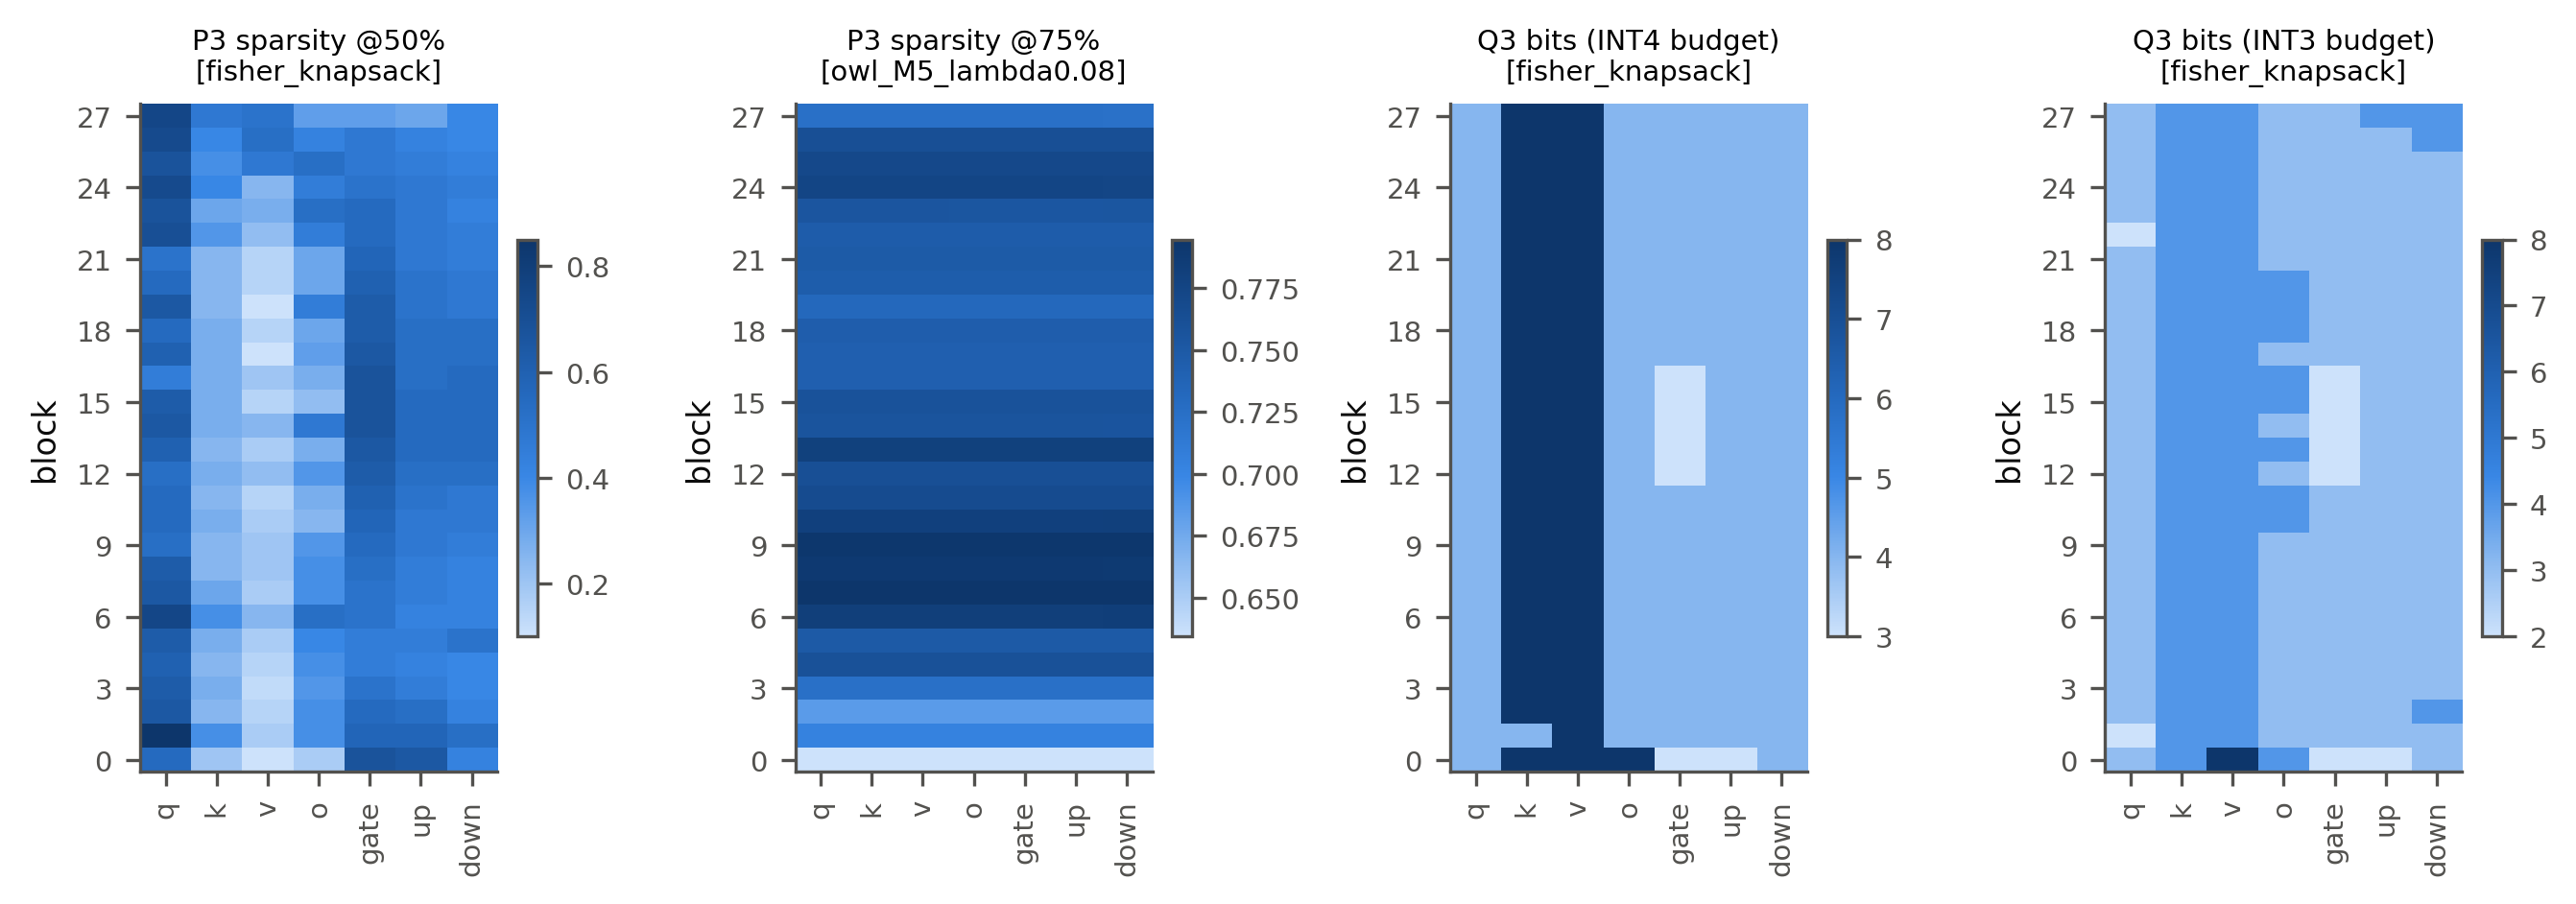 P3 sparsity @50%
[fisher_knapsack]
27
24
21
18
15
12
9
6
3
0
block
q
k
v
o
gate
up
down
0.8
0.6
0.4
0.2
P3 sparsity @75%
[owl_M5_lambda0.08]
27
24
21
18
15
12
9
6
3
0
block
q
k
v
o
gate
up
down
0.775
0.750
0.725
0.700
0.675
0.650
Q3 bits (INT4 budget)
[fisher_knapsack]
27
24
21
18
15
12
9
6
3
0
block
q
k
v
o
gate
up
down
8
7
6
5
4
3
Q3 bits (INT3 budget)
[fisher_knapsack]
27
24
21
18
15
12
9
6
3
0
block
q
k
v
o
gate
up
down
8
7
6
5
4
3
2